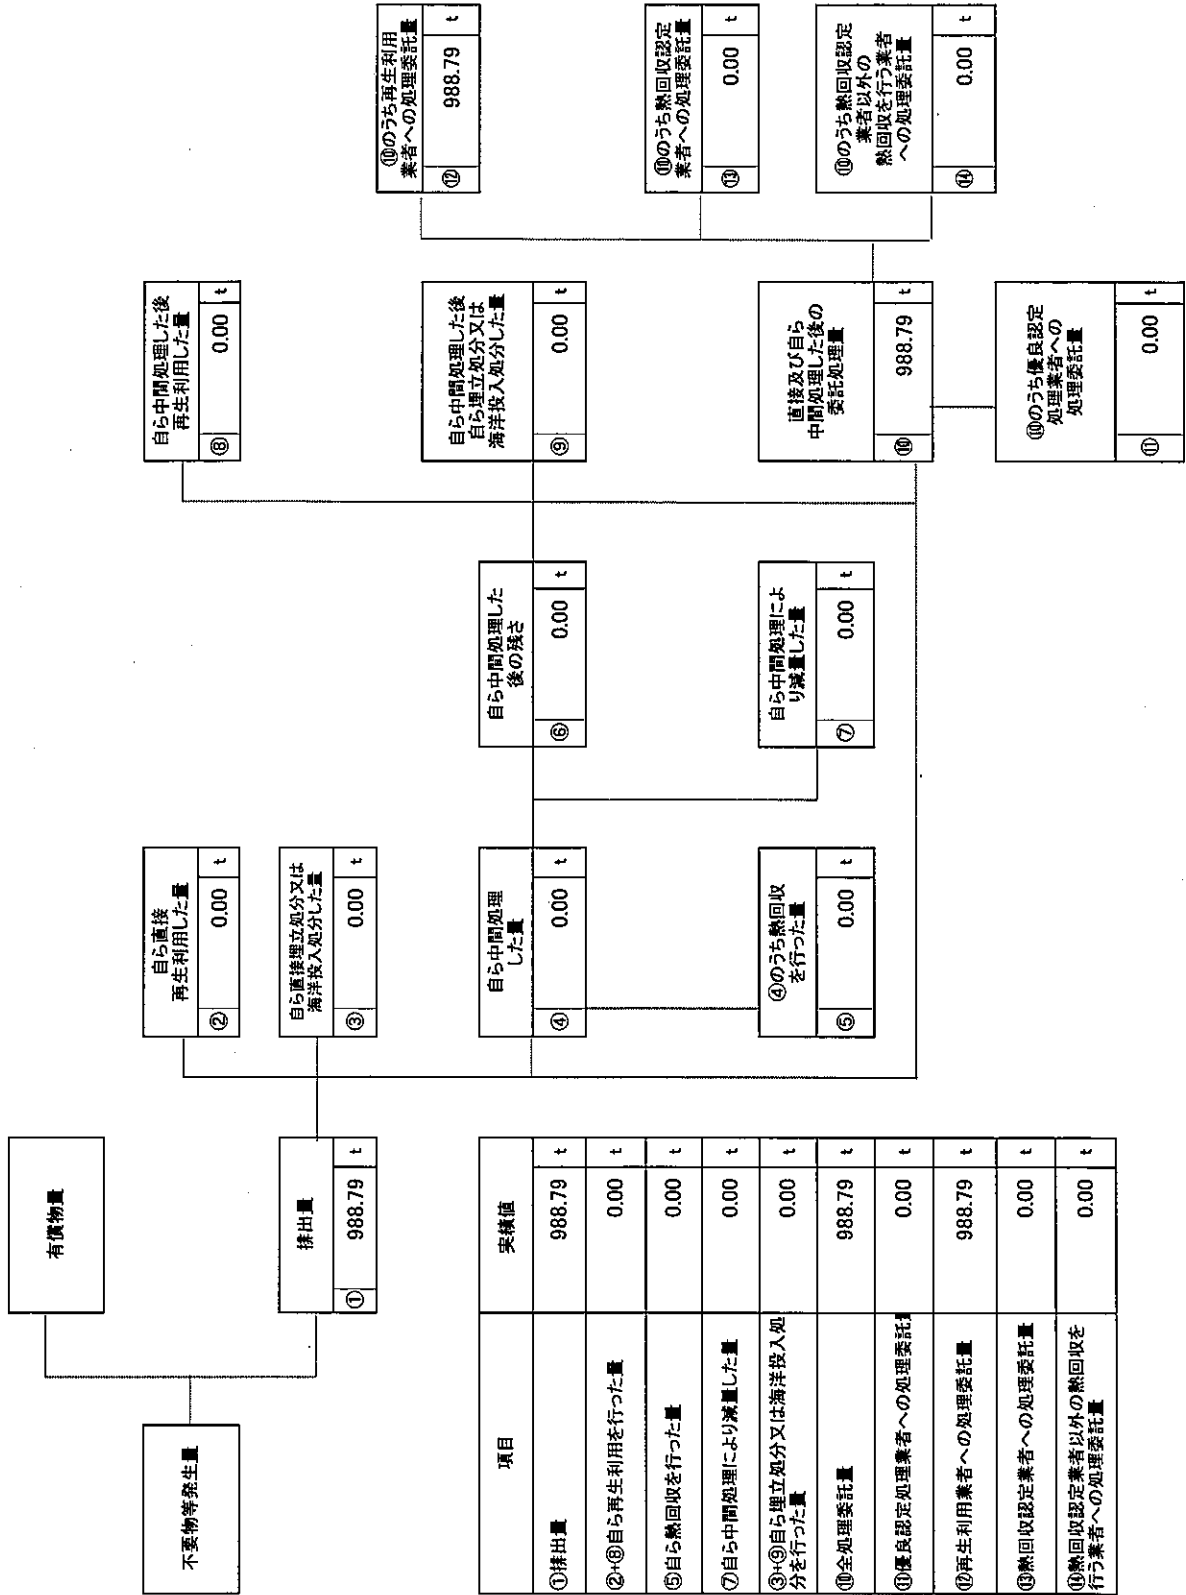 不要物等発生量
有償物量
排出量
① 988.79 t
自ら直接
再生利用した量
② 0.00 t
自ら直接埋立処分又は
海洋投入処分した量
③ 0.00 t
自ら中間処理
した量
④ 0.00 t
④のうち熱回収
を行った量
⑤ 0.00 t
自ら中間処理した
後の残さ
⑥ 0.00 t
自ら中間処理によ
り減量した量
⑦ 0.00 t
自ら中間処理した後
再生利用した量
⑧ 0.00 t
自ら中間処理した後
自ら埋立処分又は
海洋投入処分した量
⑨ 0.00 t
直接及び自ら
中間処理した後の
委託処理量
⑩ 988.79 t
⑩のうち優良認定
処理業者への
処理委託量
⑪ 0.00 t
⑩のうち再生利用
業者への処理委託量
⑫ 988.79 t
⑩のうち熱回収認定
業者への処理委託量
⑬ 0.00 t
⑩のうち熱回収認定
業者以外の
熱回収を行う業者
への処理委託量
⑭ 0.00 t
項目 実績値
①排出量 988.79 t
②+⑧自ら再生利用を行った量 0.00 t
⑤自ら熱回収を行った量 0.00 t
⑦自ら中間処理により減量した量 0.00 t
③+⑨自ら埋立処分又は海洋投入処
分を行った量 0.00 t
⑩全処理委託量 988.79 t
⑪優良認定処理業者への処理委託量 0.00 t
⑫再生利用業者への処理委託量 988.79 t
⑬熱回収認定業者への処理委託量 0.00 t
⑭熱回収認定業者以外の熱回収を
行う業者への処理委託量 0.00 t